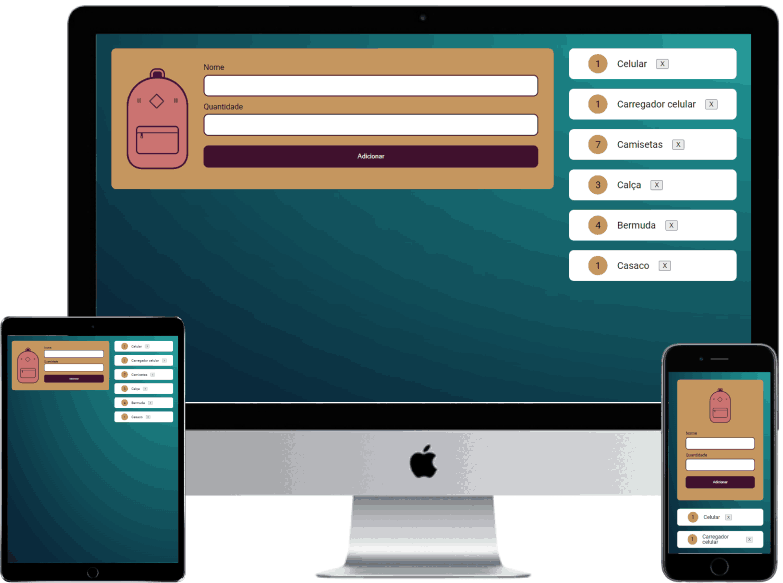 Nome
Quantidade
Adicionar
1 Celular X
1 Carregador celular X
7 Camisetas X
3 Calça X
4 Bermuda X
1 Casaco X
Nome
Quantidade
Adicionar
1 Celular X
1 Carregador celular X
7 Camisetas X
3 Calça X
4 Bermuda X
1 Casaco X
Nome
Quantidade
Adicionar
1 Celular X
1 Carregador
celular X